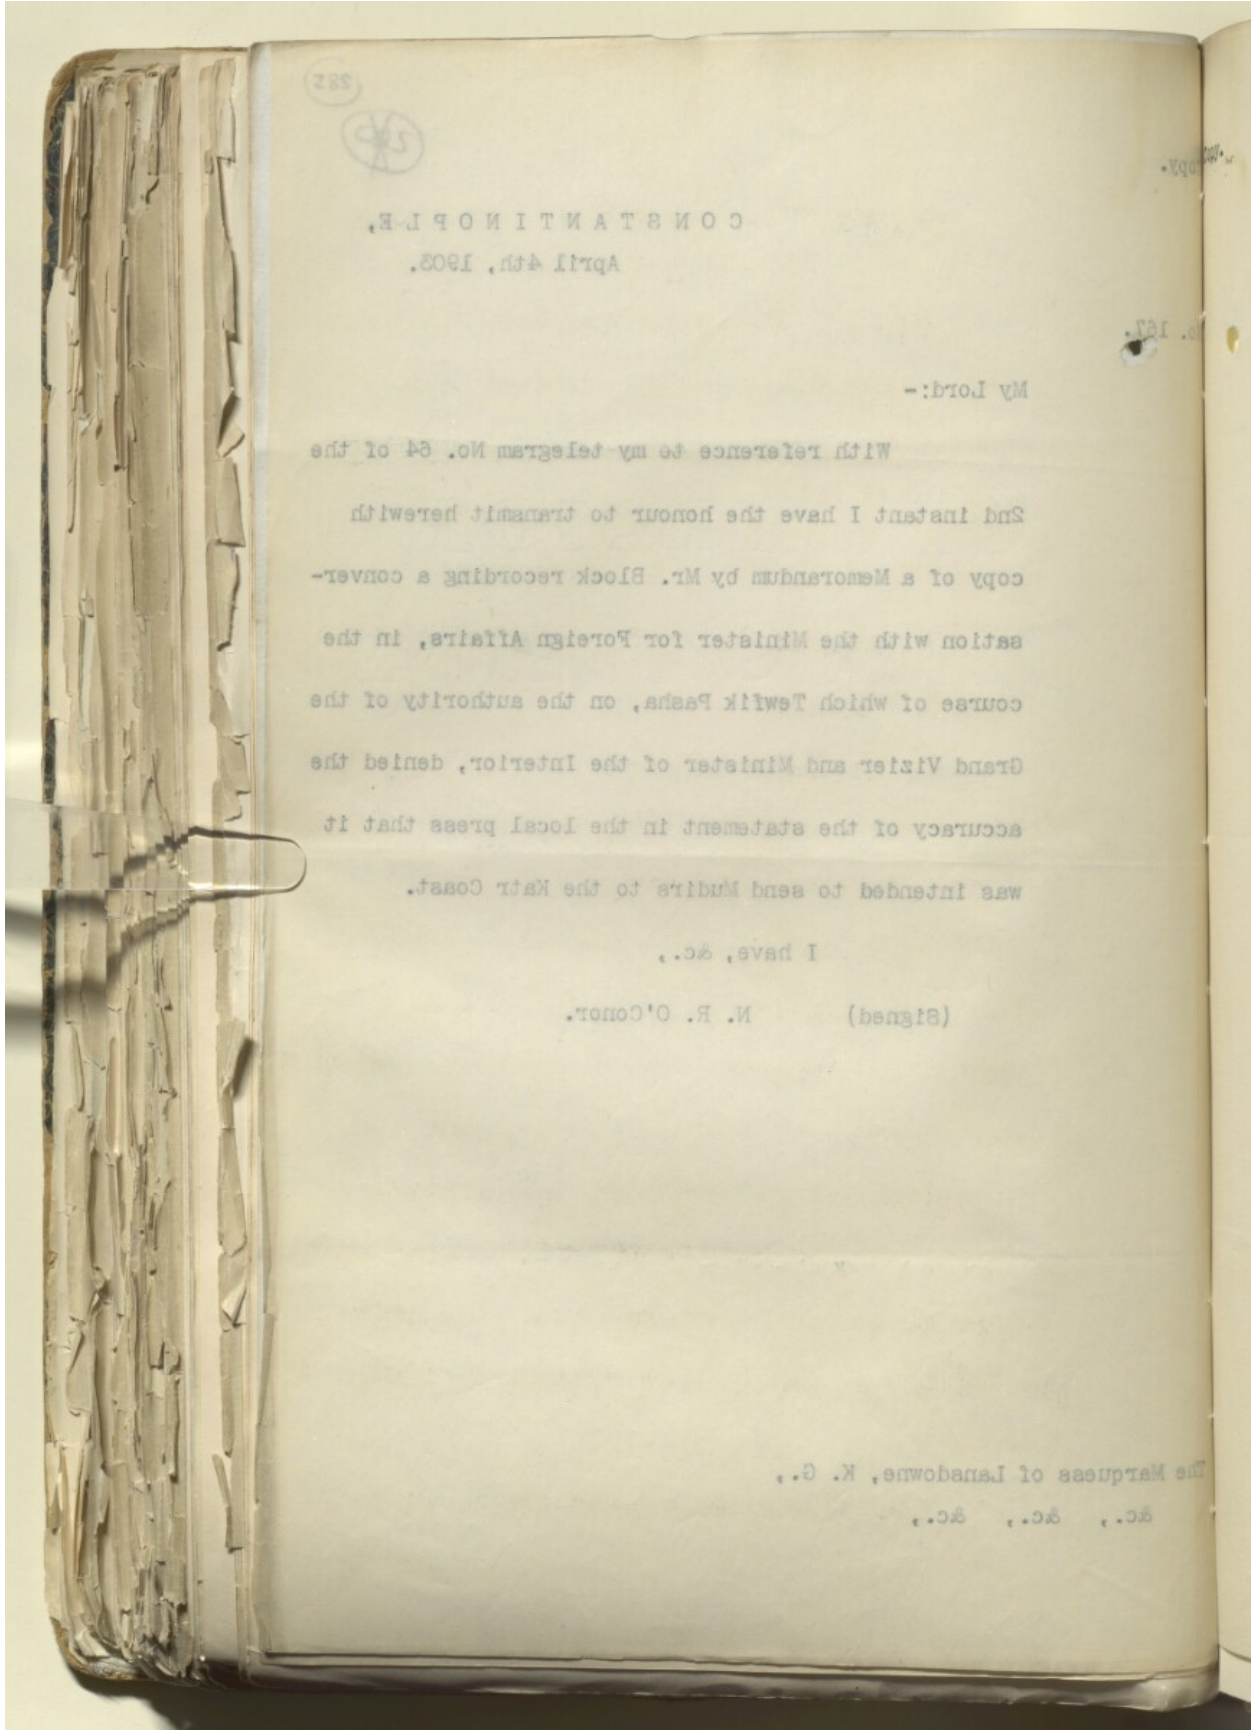 282
Copy.
CONSTANTINOPLE,
April 4th, 1903.
No. 167.
My Lord:-
With reference to my telegram No. 64 of the
2nd instant I have the honour to transmit herewith
copy of a Memorandum by Mr. Block recording a conver-
sation with the Minister for Foreign Affairs, in the
course of which Tewfik Pasha, on the authority of the
Grand Vizier and Minister of the Interior, denied the
accuracy of the statement in the local press that it
was intended to send Mudirs to the Katr Coast.
I have, &c.,
(Signed) N. R. O'Conor.
The Marquess of Lansdowne, K. G.,
&c., &c., &c.,